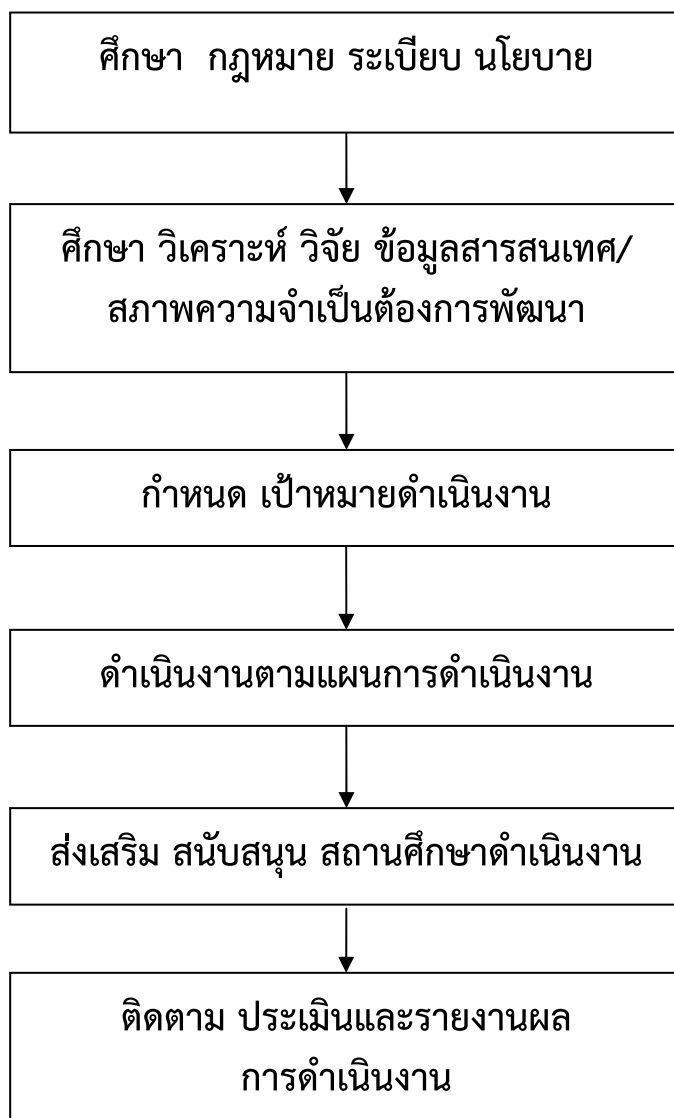 ศึกษา  กฎหมาย ระเบียบ นโยบาย
ศึกษา วิเคราะห์ วิจัย ข้อมูลสารสนเทศ/
สภาพความจำเป็นต้องการพัฒนา
กำหนด เป้าหมายดำเนินงาน
ดำเนินงานตามแผนการดำเนินงาน
ส่งเสริม สนับสนุน สถานศึกษาดำเนินงาน
ติดตาม ประเมินและรายงานผล
การดำเนินงาน